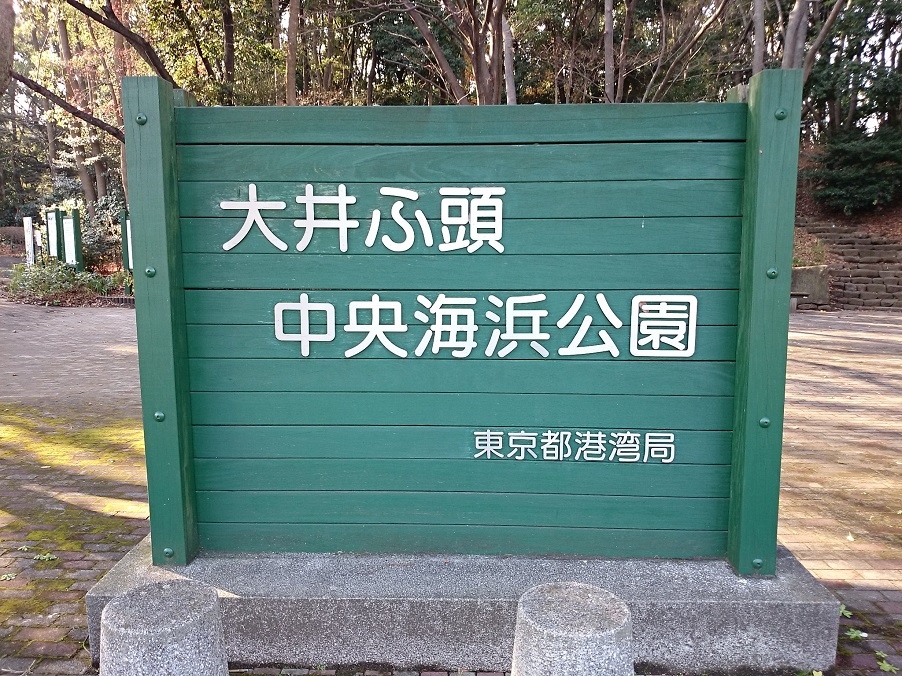 大井ふ頭
中央海浜公園
東京都港湾局